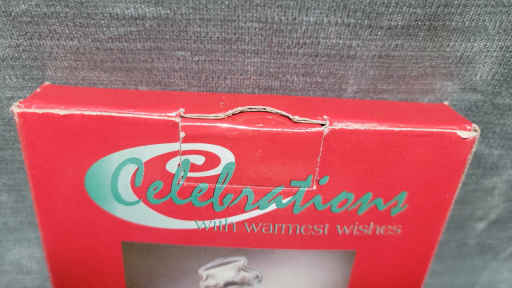 Celebrations
with warmest wishes